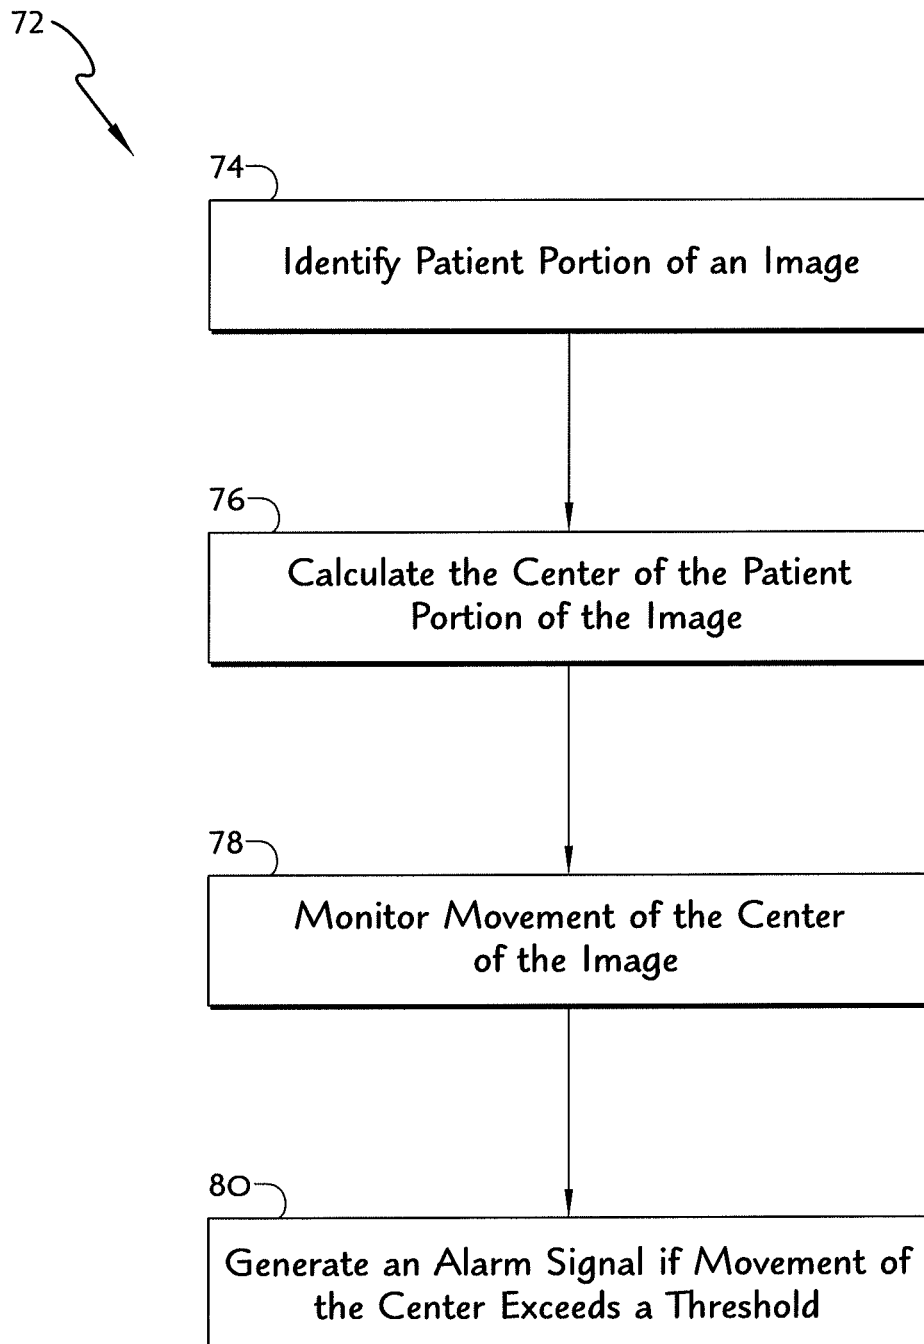 72
74
Identify Patient Portion of an Image
76
Calculate the Center of the Patient
Portion of the Image
78
Monitor Movement of the Center
of the Image
80
Generate an Alarm Signal if Movement of
the Center Exceeds a Threshold